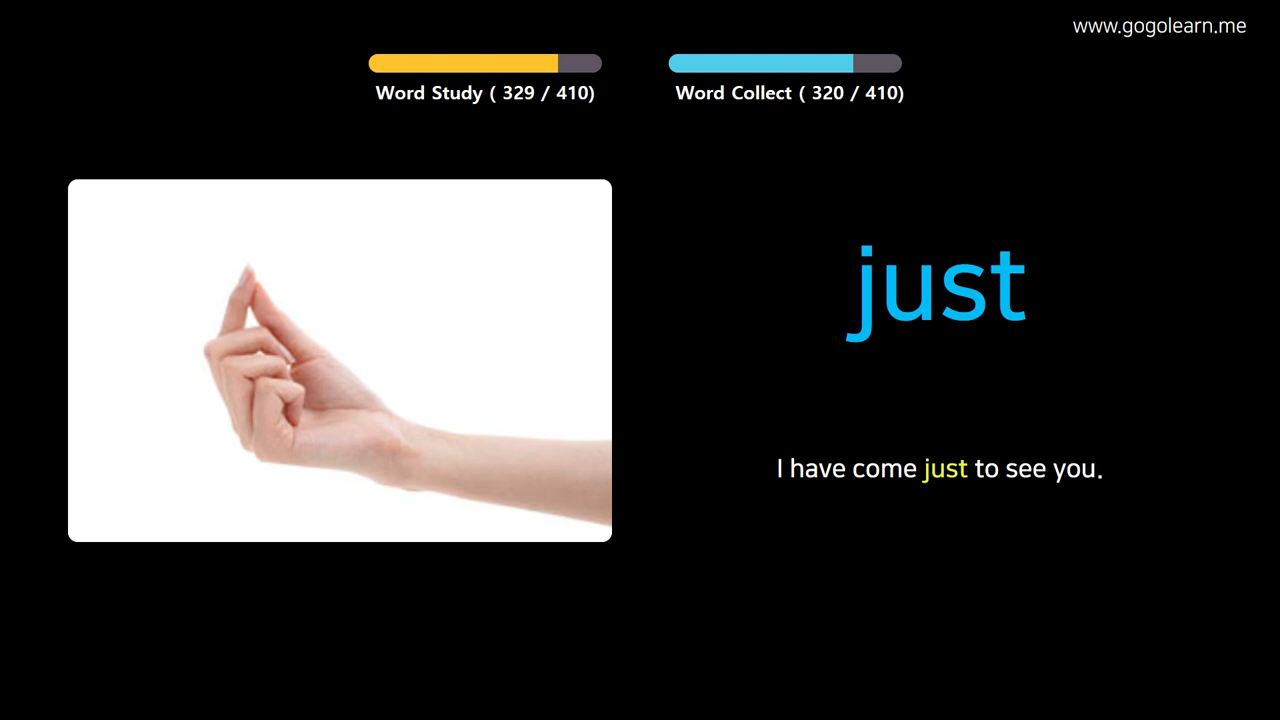 www.gogolearn.me
Word Study ( 329 / 410)
Word Collect ( 320 / 410)
just
I have come just to see you.